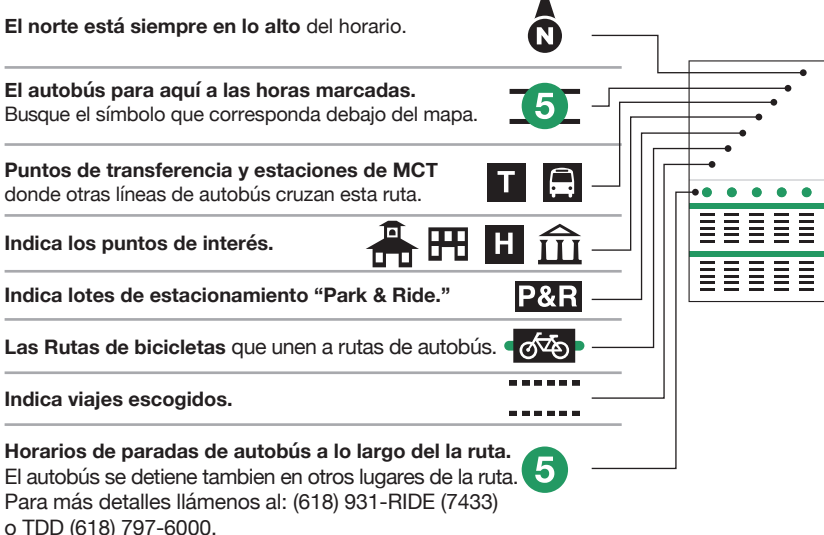 El norte está siempre en lo alto del horario.
N
El autobús para aquí a las horas marcadas.
Busque el símbolo que corresponda debajo del mapa.
5
Puntos de transferencia y estaciones de MCT
donde otras líneas de autobús cruzan esta ruta.
T
Indica los puntos de interés.
H
Indica lotes de estacionamiento “Park & Ride.”
P&R
Las Rutas de bicicletas que unen a rutas de autobús.
Indica viajes escogidos.
Horarios de paradas de autobús a lo largo del la ruta.
El autobús se detiene tambien en otros lugares de la ruta.
5
Para más detalles llámenos al: (618) 931-RIDE (7433)
o TDD (618) 797-6000.